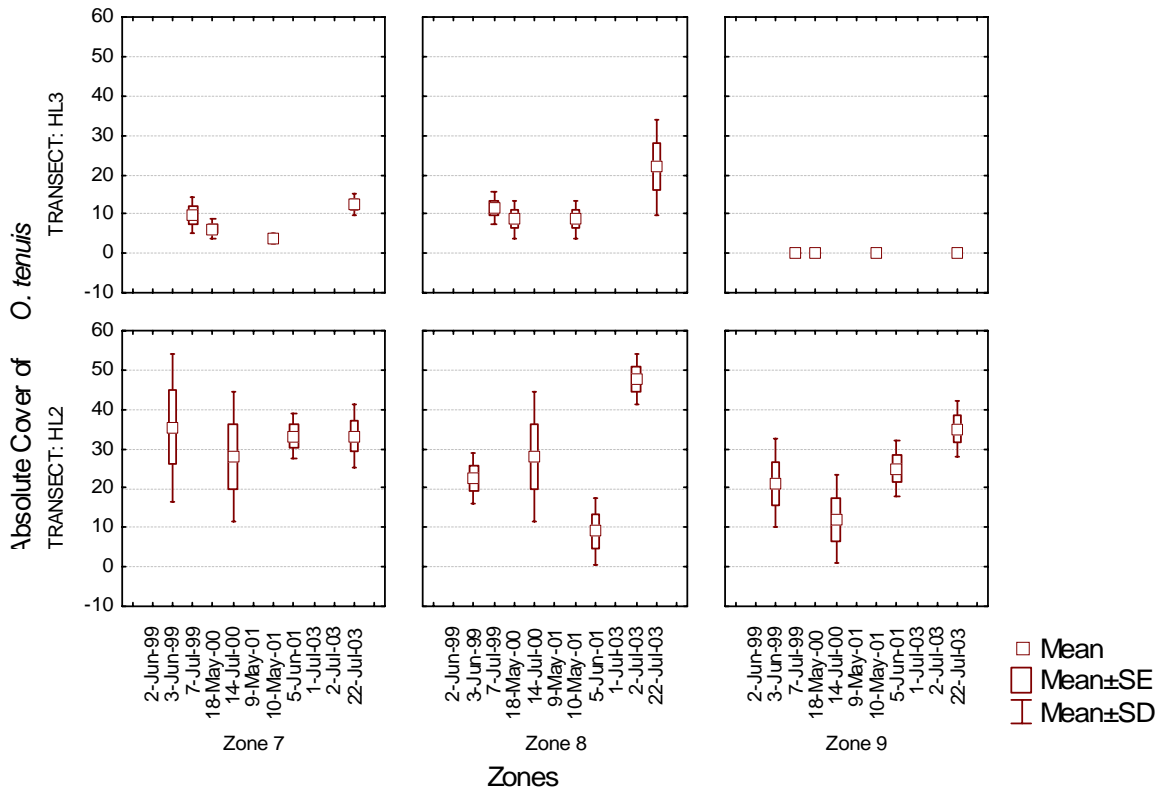 O. tenuis
Absolute Cover of
TRANSECT: HL3
60
50
40
30
20
10
0
-10
TRANSECT: HL2
60
50
40
30
20
10
0
-10
2-Jun-99
3-Jun-99
7-Jul-99
18-May-00
14-Jul-00
9-May-01
10-May-01
5-Jun-01
1-Jul-03
2-Jul-03
22-Jul-03
Zone 7
2-Jun-99
3-Jun-99
7-Jul-99
18-May-00
14-Jul-00
9-May-01
10-May-01
5-Jun-01
1-Jul-03
2-Jul-03
22-Jul-03
Zone 8
2-Jun-99
3-Jun-99
7-Jul-99
18-May-00
14-Jul-00
9-May-01
10-May-01
5-Jun-01
1-Jul-03
2-Jul-03
22-Jul-03
Zone 9
Zones
Mean
Mean±SE
Mean±SD